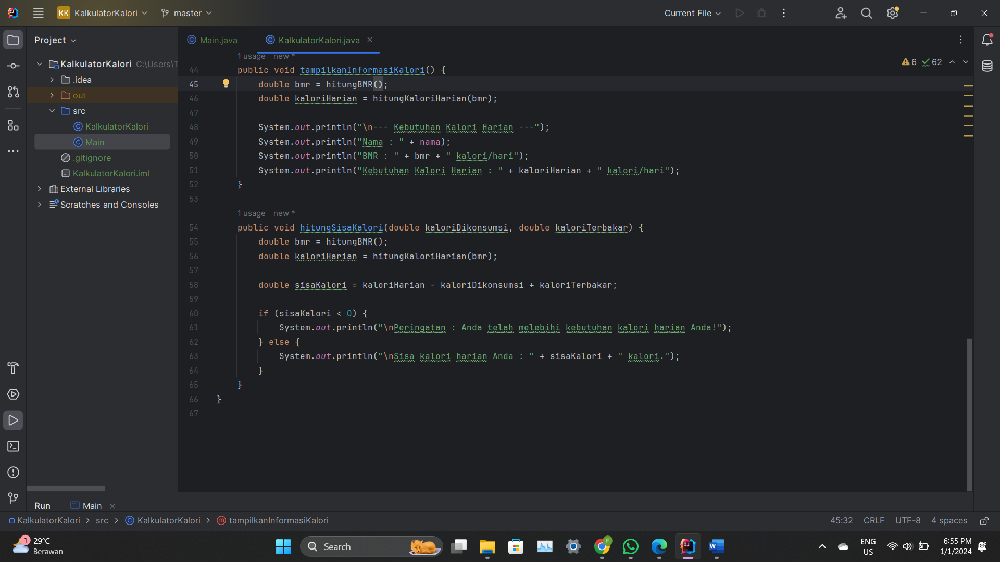 KK KalkulatorKalori master Current File
Project
Main.java KalkulatorKalori.java
KalkulatorKalori C:\Users\T
.idea
out
src
KalkulatorKalori
Main
.gitignore
KalkulatorKalori.iml
External Libraries
Scratches and Consoles
6 62
1 usage new *
44 public void tampilkanInformasiKalori() {
45 double bmr = hitungBMR();
46 double kaloriHarian = hitungKaloriHarian(bmr);
47
48 System.out.println("\n--- Kebutuhan Kalori Harian ---");
49 System.out.println("Nama : " + nama);
50 System.out.println("BMR : " + bmr + " kalori/hari");
51 System.out.println("Kebutuhan Kalori Harian : " + kaloriHarian + " kalori/hari");
52 }
53
1 usage new *
54 public void hitungSisaKalori(double kaloriDikonsumsi, double kaloriTerbakar) {
55 double bmr = hitungBMR();
56 double kaloriHarian = hitungKaloriHarian(bmr);
57
58 double sisaKalori = kaloriHarian - kaloriDikonsumsi + kaloriTerbakar;
59
60 if (sisaKalori < 0) {
61 System.out.println("\nPeringatan : Anda telah melebihi kebutuhan kalori harian Anda!");
62 } else {
63 System.out.println("\nSisa kalori harian Anda : " + sisaKalori + " kalori.");
64 }
65 }
66 }
67
Run Main
KalkulatorKalori > src > KalkulatorKalori > tampilkanInformasiKalori 45:32 CRLF UTF-8 4 spaces
1 29°C
Berawan
Search
F
ENG
US
6:55 PM
1/1/2024